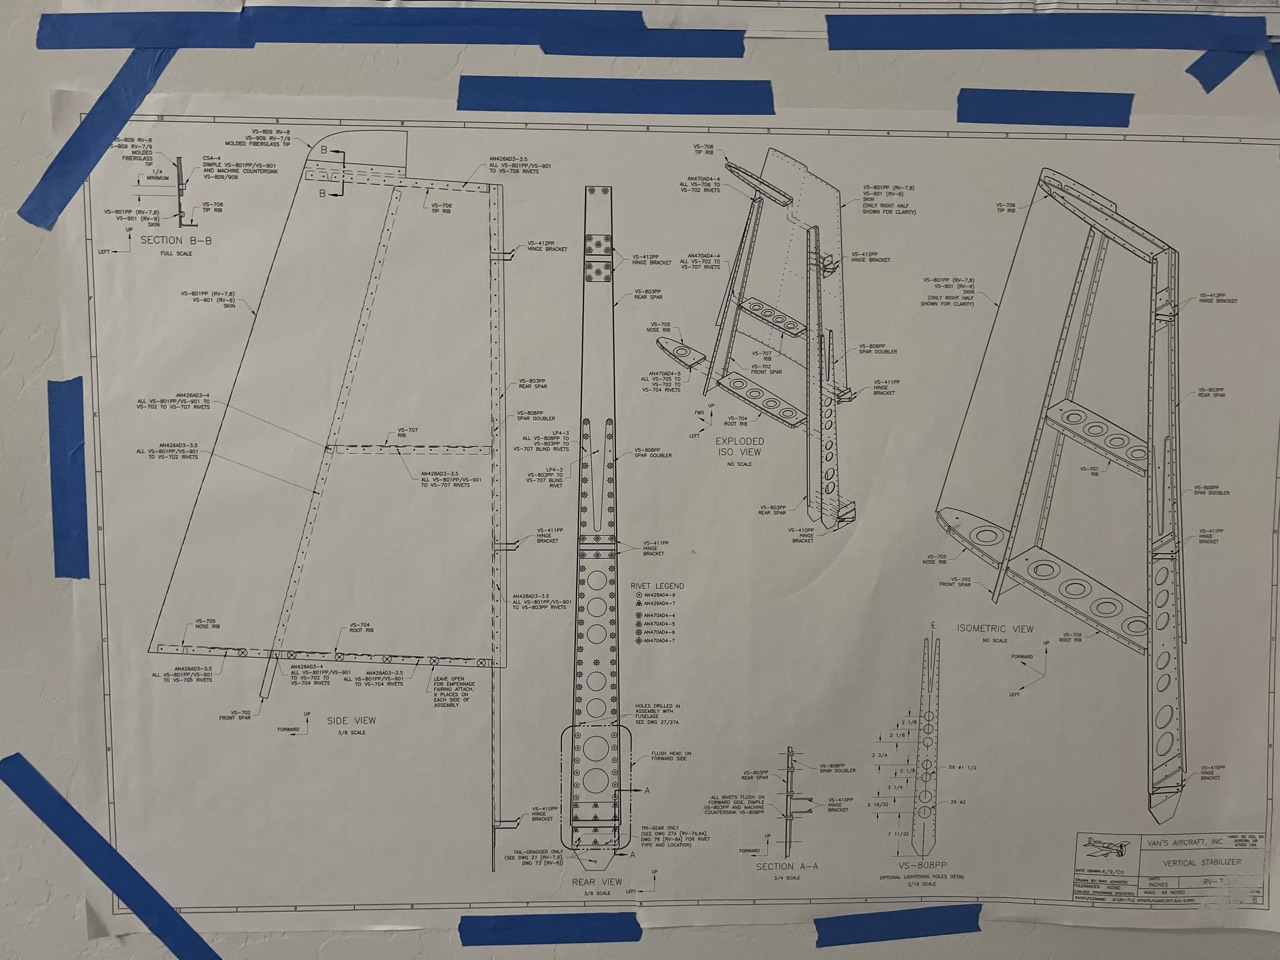 VS-809 RV-8
VS-909 RV-7/9
MOLDED
FIBERGLASS
TIP
1/4
MINIMUM
CS4-4
DIMPLE VS-801PP/VS-901
AND MACHINE COUNTERSINK
VS-809/909
VS-801PP (RV-7,8)
VS-901 (RV-9)
SKIN
VS-706
TIP RIB
UP
LEFT
SECTION B-B
FULL SCALE
VS-809 RV-8
VS-909 RV-7/9
MOLDED FIBERGLASS TIP
B
B
AN426AD3-3.5
ALL VS-801PP/VS-901
TO VS-706 RIVETS
VS-706
TIP RIB
VS-412PP
HINGE BRACKET
VS-801PP (RV-7,8)
VS-901 (RV-9)
SKIN
VS-803PP
REAR SPAR
AN426AD3-4
ALL VS-801PP/VS-901 TO
VS-702 TO VS-707 RIVETS
VS-808PP
SPAR DOUBLER
VS-707
RIB
AN426AD3-3.5
ALL VS-801PP/VS-901
TO VS-702 RIVETS
AN426AD3-3.5
ALL VS-801PP/VS-901
TO VS-707 RIVETS
VS-411PP
HINGE
BRACKET
AN426AD3-3.5
ALL VS-801PP/VS-901
TO VS-803PP RIVETS
VS-705
NOSE RIB
VS-704
ROOT RIB
AN426AD3-3.5
ALL VS-801PP/VS-901
TO VS-705 RIVETS
AN426AD3-4
ALL VS-801PP/VS-901
TO VS-702 TO
VS-704 RIVETS
AN426AD3-3.5
ALL VS-801PP/VS-901
TO VS-704 RIVETS
LEAVE OPEN
FOR EMPENNAGE
FAIRING ATTACH,
6 PLACES ON
EACH SIDE OF
ASSEMBLY
VS-702
FRONT SPAR
UP
FORWARD
SIDE VIEW
3/8 SCALE
VS-410PP
HINGE
BRACKET
VS-412PP
HINGE BRACKET
VS-803PP
REAR SPAR
LP4-3
ALL VS-808PP TO
VS-803PP TO
VS-707 BLIND RIVETS
LP4-3
VS-803PP TO
VS-707 BLIND
RIVET
VS-808PP
SPAR DOUBLER
VS-411PP
HINGE
BRACKET
RIVET LEGEND
AN426AD4-6
AN426AD4-7
AN470AD4-4
AN470AD4-5
AN470AD4-6
AN470AD4-7
HOLES DRILLED IN
ASSEMBLY WITH
FUSELAGE
SEE DWG 27/27A
FLUSH HEAD ON
FORWARD SIDE
A
A
TRI-GEAR ONLY
(SEE DWG 27A [RV-7A,9A],
DWG 76 [RV-8A] FOR RIVET
TYPE AND LOCATION)
TAIL-DRAGGER ONLY
(SEE DWG 27 [RV-7,9],
DWG 73 [RV-8])
REAR VIEW
3/8 SCALE
UP
LEFT
VS-706
TIP RIB
AN470AD4-4
ALL VS-706 TO
VS-702 RIVETS
VS-801PP (RV-7,8)
VS-901 (RV-9)
SKIN
(ONLY RIGHT HALF
SHOWN FOR CLARITY)
AN470AD4-4
ALL VS-702 TO
VS-707 RIVETS
VS-412PP
HINGE
BRACKET
VS-705
NOSE RIB
VS-707
RIB
VS-702
FRONT SPAR
VS-808PP
SPAR DOUBLER
AN470AD4-5
ALL VS-705 TO
VS-702 TO
VS-704 RIVETS
VS-411PP
HINGE
BRACKET
UP
FWD
LEFT
VS-704
ROOT RIB
EXPLODED
ISO VIEW
NO SCALE
VS-803PP
REAR SPAR
VS-410PP
HINGE
BRACKET
VS-706
TIP RIB
VS-801PP (RV-7,8)
VS-901 (RV-9)
SKIN
(ONLY RIGHT HALF
SHOWN FOR CLARITY)
VS-412PP
HINGE BRACKET
VS-803PP
REAR SPAR
VS-707
RIB
VS-808PP
SPAR DOUBLER
VS-411PP
HINGE
BRACKET
VS-705
NOSE RIB
VS-702
FRONT SPAR
VS-704
ROOT RIB
ISOMETRIC VIEW
NO SCALE
UP
FORWARD
LEFT
VS-410PP
HINGE
BRACKET
VS-803PP
REAR SPAR
VS-808PP
SPAR DOUBLER
ALL RIVETS FLUSH ON
FORWARD SIDE, DIMPLE
VS-803PP AND MACHINE
COUNTERSINK VS-808PP
VS-410PP
HINGE
BRACKET
UP
FORWARD
SECTION A-A
3/4 SCALE
2 1/8
2 1/8
3 3/4
2 1/8
3 1/4
2 19/32
7 11/32
5X ø1 1/2
2X ø2
VS-808PP
OPTIONAL LIGHTENING HOLES DETAIL
3/16 SCALE
VAN'S AIRCRAFT, INC.
VERTICAL STABILIZER
INCHES
AS NOTED
6